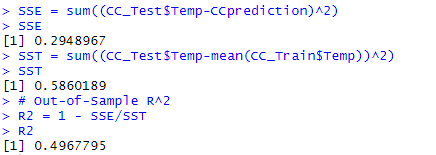 > SSE = sum((CC_Test$Temp-CCprediction)^2)
> SSE
[1] 0.2948967
> SST = sum((CC_Test$Temp-mean(CC_Train$Temp))^2)
> SST
[1] 0.5860189
> # Out-of-Sample R^2
> R2 = 1 - SSE/SST
> R2
[1] 0.4967795